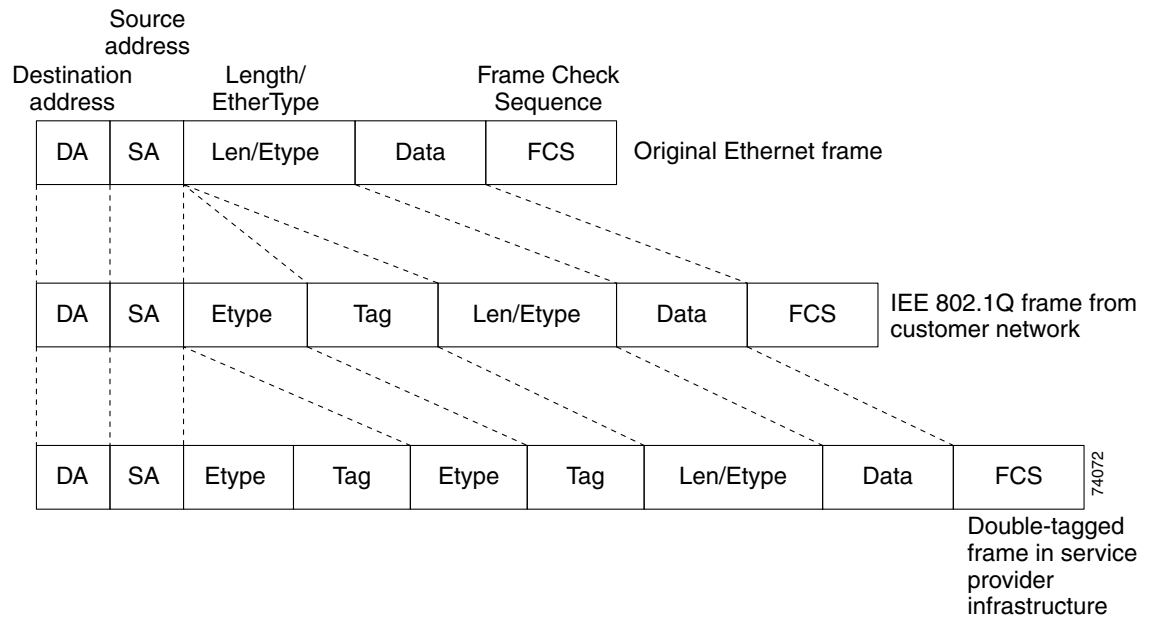 Source
address
Destination
address
Length/
EtherType
Frame Check
Sequence
DA SA Len/Etype Data FCS Original Ethernet frame
DA SA Etype Tag Len/Etype Data FCS
IEE 802.1Q frame from
customer network
DA SA Etype Tag Etype Tag Len/Etype Data FCS
74072
Double-tagged
frame in service
provider
infrastructure